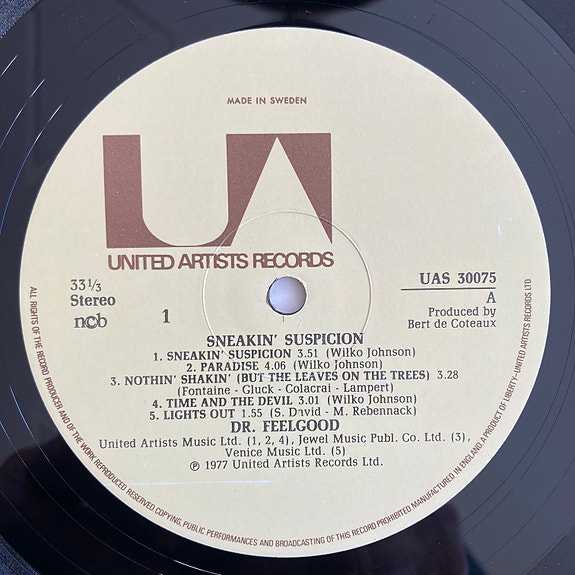 MADE IN SWEDEN
UA
UNITED ARTISTS RECORDS
33⅓
Stereo
ncb
1
UAS 30075
A
Produced by
Bert de Coteaux
SNEAKIN' SUSPICION
1. SNEAKIN' SUSPICION 3.51 (Wilko Johnson)
2. PARADISE 4.06 (Wilko Johnson)
3. NOTHIN' SHAKIN' (BUT THE LEAVES ON THE TREES) 3.28
(Fontaine - Gluck - Colacrai - Lampert)
4. TIME AND THE DEVIL 3.01 (Wilko Johnson)
5. LIGHTS OUT 1.55 (S. David - M. Rebennack)
DR. FEELGOOD
United Artists Music Ltd. (1, 2, 4), Jewel Music Publ. Co. Ltd. (3),
Venice Music Ltd. (5)
℗ 1977 United Artists Records Ltd.
ALL RIGHTS OF THE RECORD PRODUCER AND OF THE OWNER OF THE WORK REPRODUCED RESERVED COPYING, PUBLIC PERFORMANCES AND BROADCASTING OF THIS RECORD PROHIBITED MANUFACTURED IN ENGLAND A PRODUCT OF LIBERTY-UNITED ARTISTS RECORDS LTD.